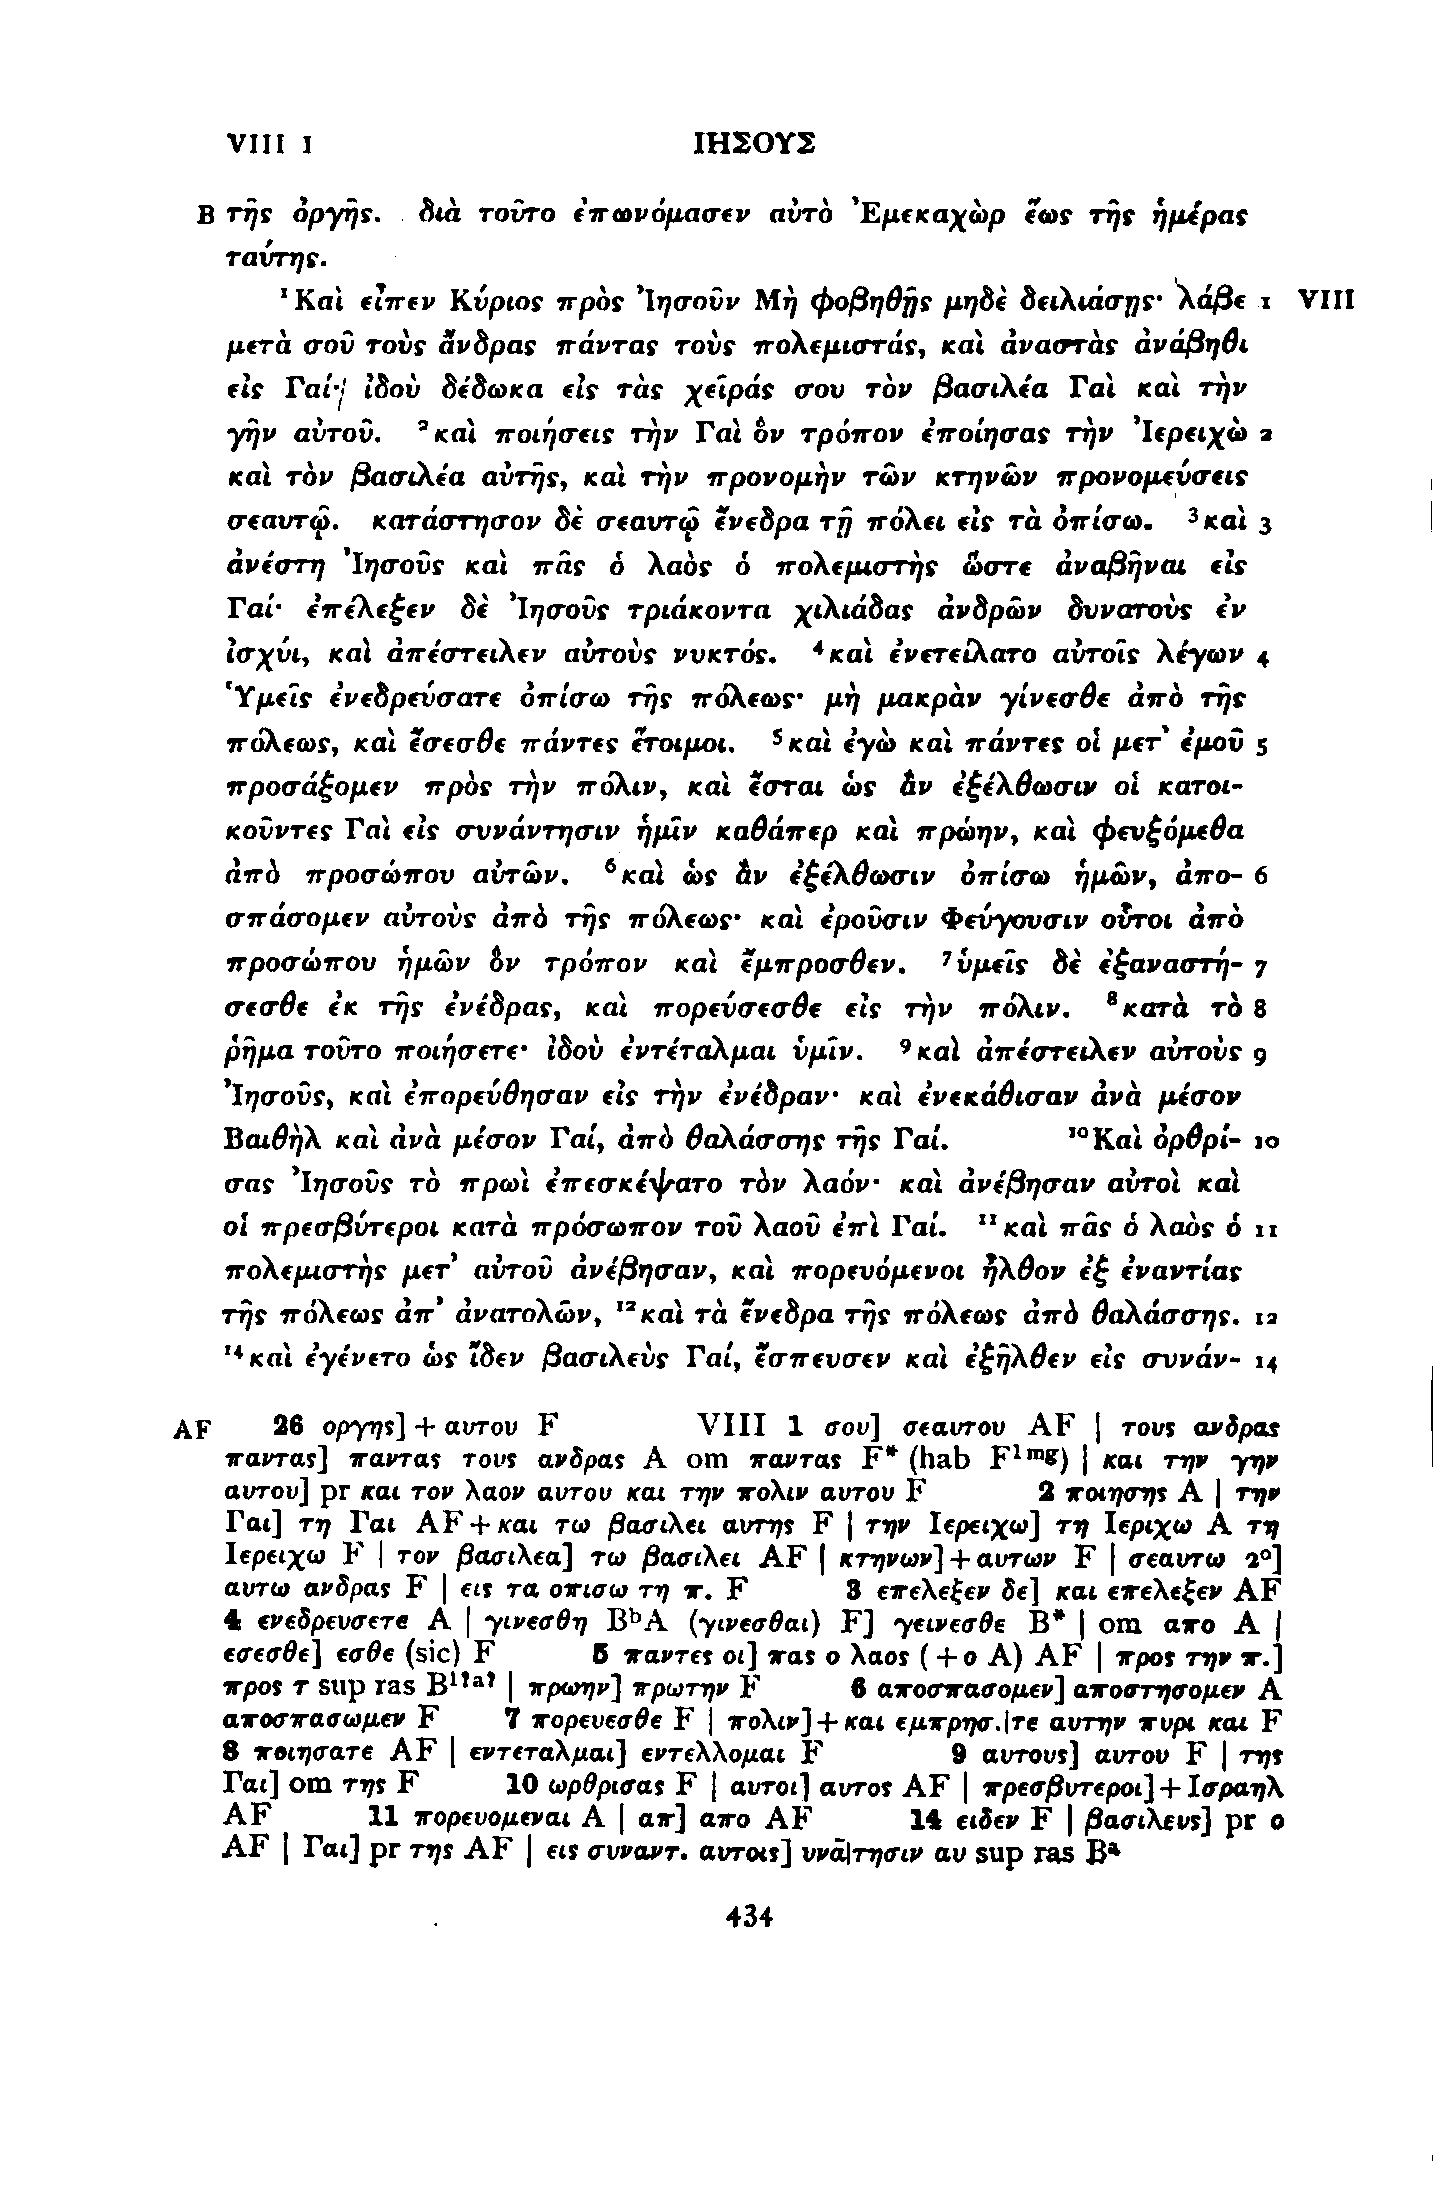 VIII 1 ΙΗΣΟΥΣ
B τῆς ὀργῆς. διὰ τοῦτο ἐπωνόμασεν αὐτὸ Ἐμεκαχὼρ ἕως τῆς ἡμέρας
ταύτης.
¹Καὶ εἶπεν Κύριος πρὸς Ἰησοῦν Μὴ φοβηθῇς μηδὲ δειλιάσῃς· λάβε 1 VIII
μετὰ σοῦ τοὺς ἄνδρας πάντας τοὺς πολεμιστάς, καὶ ἀναστὰς ἀνάβηθι
εἰς Γαί· ἰδοὺ δέδωκα εἰς τὰς χεῖράς σου τὸν βασιλέα Γαὶ καὶ τὴν
γῆν αὐτοῦ. ²καὶ ποιήσεις τὴν Γαὶ ὃν τρόπον ἐποίησας τὴν Ἰερειχὼ 2
καὶ τὸν βασιλέα αὐτῆς, καὶ τὴν προνομὴν τῶν κτηνῶν προνομεύσεις
σεαυτῷ. κατάστησον δὲ σεαυτῷ ἔνεδρα τῇ πόλει εἰς τὰ ὀπίσω. ³καὶ 3
ἀνέστη Ἰησοῦς καὶ πᾶς ὁ λαὸς ὁ πολεμιστὴς ὥστε ἀναβῆναι εἰς
Γαί· ἐπέλεξεν δὲ Ἰησοῦς τριάκοντα χιλιάδας ἀνδρῶν δυνατοὺς ἐν
ἰσχύι, καὶ ἀπέστειλεν αὐτοὺς νυκτός. ⁴καὶ ἐνετείλατο αὐτοῖς λέγων 4
Ὑμεῖς ἐνεδρεύσατε ὀπίσω τῆς πόλεως· μὴ μακρὰν γίνεσθε ἀπὸ τῆς
πόλεως, καὶ ἔσεσθε πάντες ἕτοιμοι. ⁵καὶ ἐγὼ καὶ πάντες οἱ μετ᾽ ἐμοῦ 5
προσάξομεν πρὸς τὴν πόλιν, καὶ ἔσται ὡς ἂν ἐξέλθωσιν οἱ κατοι-
κοῦντες Γαὶ εἰς συνάντησιν ἡμῖν καθάπερ καὶ πρώην, καὶ φευξόμεθα
ἀπὸ προσώπου αὐτῶν. ⁶καὶ ὡς ἂν ἐξέλθωσιν ὀπίσω ἡμῶν, ἀπο- 6
σπάσομεν αὐτοὺς ἀπὸ τῆς πόλεως· καὶ ἐροῦσιν Φεύγουσιν οὗτοι ἀπὸ
προσώπου ἡμῶν ὃν τρόπον καὶ ἔμπροσθεν. ⁷ὑμεῖς δὲ ἐξαναστή- 7
σεσθε ἐκ τῆς ἐνέδρας, καὶ πορεύσεσθε εἰς τὴν πόλιν. ⁸κατὰ τὸ 8
ῥῆμα τοῦτο ποιήσετε· ἰδοὺ ἐντέταλμαι ὑμῖν. ⁹καὶ ἀπέστειλεν αὐτοὺς 9
Ἰησοῦς, καὶ ἐπορεύθησαν εἰς τὴν ἐνέδραν· καὶ ἐνεκάθισαν ἀνὰ μέσον
Βαιθὴλ καὶ ἀνὰ μέσον Γαί, ἀπὸ θαλάσσης τῆς Γαί. ¹⁰Καὶ ὀρθρί- 10
σας Ἰησοῦς τὸ πρωὶ ἐπεσκέψατο τὸν λαόν· καὶ ἀνέβησαν αὐτοὶ καὶ
οἱ πρεσβύτεροι κατὰ πρόσωπον τοῦ λαοῦ ἐπὶ Γαί. ¹¹καὶ πᾶς ὁ λαὸς ὁ 11
πολεμιστὴς μετ᾽ αὐτοῦ ἀνέβησαν, καὶ πορευόμενοι ἦλθον ἐξ ἐναντίας
τῆς πόλεως ἀπ᾽ ἀνατολῶν, ¹²καὶ τὰ ἔνεδρα τῆς πόλεως ἀπὸ θαλάσσης. 12
¹⁴καὶ ἐγένετο ὡς ἴδεν βασιλεὺς Γαί, ἔσπευσεν καὶ ἐξῆλθεν εἰς συνάν- 14
AF 26 οργης] + αυτου F VIII 1 σου] σεαυτου AF | τους ανδρας
παντας] παντας τους ανδρας A om παντας F* (hab F¹ᵐᵍ) | και την γην
αυτου] pr και τον λαον αυτου και την πολιν αυτου F 2 ποιησης A | την
Γαι] τη Γαι AF + και τω βασιλει αυτης F | την Ιερειχω] τη Ιεριχω A τη
Ιερειχω F | τον βασιλεα] τω βασιλει AF | κτηνων] + αυτων F | σεαυτω 2°]
αυτω ανδρας F | εις τα οπισω τη π. F 3 επελεξεν δε] και επελεξεν AF
4 ενεδρευσετε A | γινεσθη BᵇA (γινεσθαι) F] γεινεσθε B* | om απο A |
εσεσθε] εσθε (sic) F 5 παντες οι] πας ο λαος ( + ο A) AF | προς την π.]
προς τ sup ras B¹ˀᵃˀ | πρωην] πρωτην F 6 αποσπασομεν] αποστησομεν A
αποσπασωμεν F 7 πορευεσθε F | πολιν] + και εμπρησ.|τε αυτην πυρι και F
8 ποιησατε AF | εντεταλμαι] εντελλομαι F 9 αυτους] αυτου F | της
Γαι] om της F 10 ωρθρισας F | αυτοι] αυτος AF | πρεσβυτεροι] + Ισραηλ
AF 11 πορευομεναι A | απ] απο AF 14 ειδεν F | βασιλευς] pr ο
AF | Γαι] pr της AF | εις συναντ. αυτοις] υνα̅|τησιν αυ sup ras Bᵃ
434